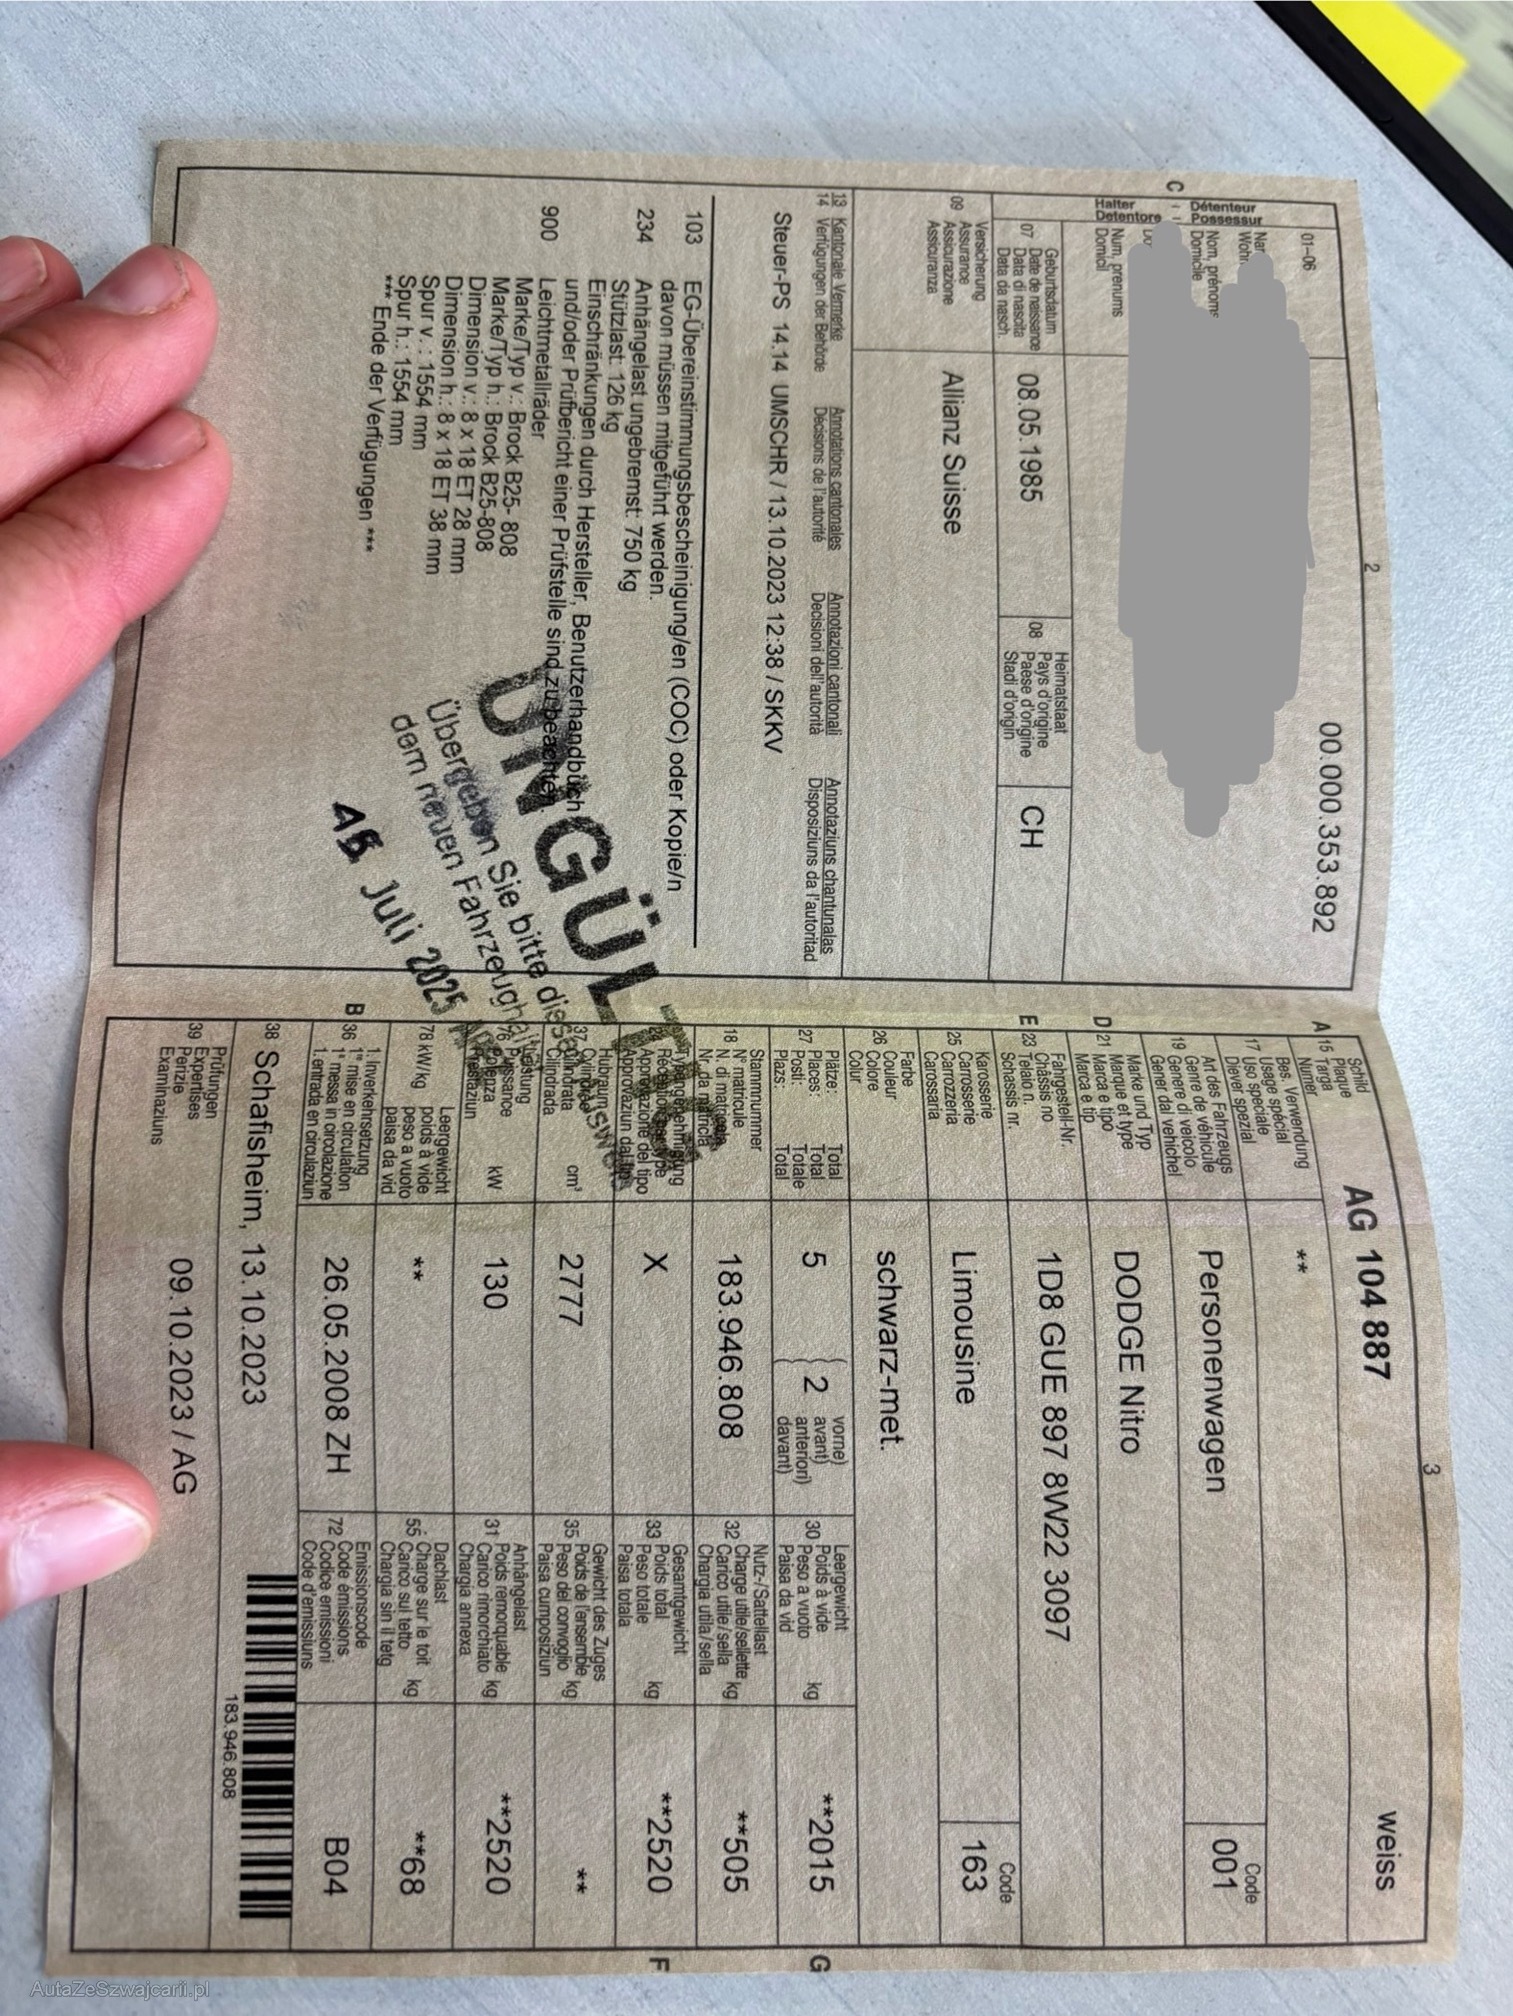 2
01–06
00.000.353.892
C
Détenteur
Possessur
Halter
Detentore
Nom, prénoms
Domicile
Num, prenums
Domicil
07
Geburtsdatum
Date de naissance
Data di nascita
Data da nasch.
08.05.1985
08
Heimatstaat
Pays d'origine
Paese d'origine
Stadi d'origin
CH
09
Versicherung
Assurance
Assicurazione
Assicuranza
Allianz Suisse
13 Kantonale Vermerke Annotations cantonales Annotazioni cantonali Annotaziuns chantunalas
14 Verfügungen der Behörde Décisions de l'autorité Decisioni dell'autorità Disposiziuns da l'autoritad
Steuer-PS 14.14 UMSCHR / 13.10.2023 12:38 / SKKV
103 EG-Übereinstimmungsbescheinigung/en (COC) oder Kopie/n
davon müssen mitgeführt werden.
234 Anhängelast ungebremst: 750 kg
Stützlast: 126 kg
Einschränkungen durch Hersteller, Benutzerhandbuch
und/oder Prüfbericht einer Prüfstelle sind zu beachten.
900 Leichtmetallräder
Marke/Typ v.: Brock B25- 808
Marke/Typ h.: Brock B25-808
Dimension v.: 8 x 18 ET 28 mm
Dimension h.: 8 x 18 ET 38 mm
Spur v.: 1554 mm
Spur h.: 1554 mm
*** Ende der Verfügungen ***
UNGÜLTIG
Übergeben Sie bitte
dem neuen
Juli 2025
3
A 15
Schild
Plaque
Targa
Numer
AG 104 887
weiss
17
Bes. Verwendung
Usage spécial
Uso speciale
Diever spezial
**
19
Art des Fahrzeugs
Genre de véhicule
Genere di veicolo
Gener dal vehichel
Personenwagen
Code
001
D 21
Marke und Typ
Marque et type
Marca e tipo
Marca e tip
DODGE Nitro
E 23
Fahrgestell-Nr.
Châssis no
Telaio n.
Schassis nr.
1D8 GUE 897 8W22 3097
25
Karosserie
Carrosserie
Carrozzeria
Carossaria
Limousine
Code
163
26
Farbe
Couleur
Colore
Colur
schwarz-met.
27
Plätze: Total
Places: Total
Posti: Totale
Plazs: Total
5
2
vorne)
avant)
anteriori)
davant)
30
Leergewicht
Poids à vide
Peso a vuoto
Paisa da vid
kg
**2015
G
18
Stammnummer
N° matricule
N. di matricola
Nr. da matricla
183.946.808
32
Nutz-/Sattellast
Charge utile/sellette
Carico utile/sella
Chargia utila/sella
kg
**505
Typengenehmigung
Approvazione del tipo
X
33
Gesamtgewicht
Poids total
Peso totale
Paisa totala
kg
**2520
F
37
Hubraum
Cylindrée
Cilindrata
Cilindrada
cm³
2777
35
Gewicht des Zuges
Poids de l'ensemble
Peso del convoglio
Paisa cumposiziun
kg
**
76
Leistung
Puissance
Potenza
Prestaziun
kW
130
31
Anhängelast
Poids remorquable
Carico rimorchiato
Chargia annexa
kg
**2520
78 kW/kg
Leergewicht
poids à vide
peso a vuoto
paisa da vid
**
55
Dachlast
Charge sur le toit
Carico sul tetto
Chargia sin il tetg
kg
**68
B 36
1. Inverkehrsetzung
1re mise en circulation
1a messa in circolazione
1. entrada en circulaziun
26.05.2008 ZH
72
Emissionscode
Code émissions
Codice emissioni
Code d'emissiuns
B04
38
Schafisheim, 13.10.2023
183.946.808
39
Prüfungen
Expertises
Perizie
Examinaziuns
09.10.2023 / AG
AutaZeSzwajcarii.pl